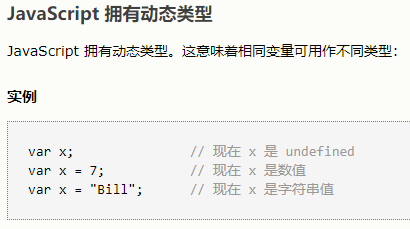 JavaScript 拥有动态类型
JavaScript 拥有动态类型。这意味着相同变量可用作不同类型：
实例
var x;               // 现在 x 是 undefined
var x = 7;           // 现在 x 是数值
var x = "Bill";      // 现在 x 是字符串值